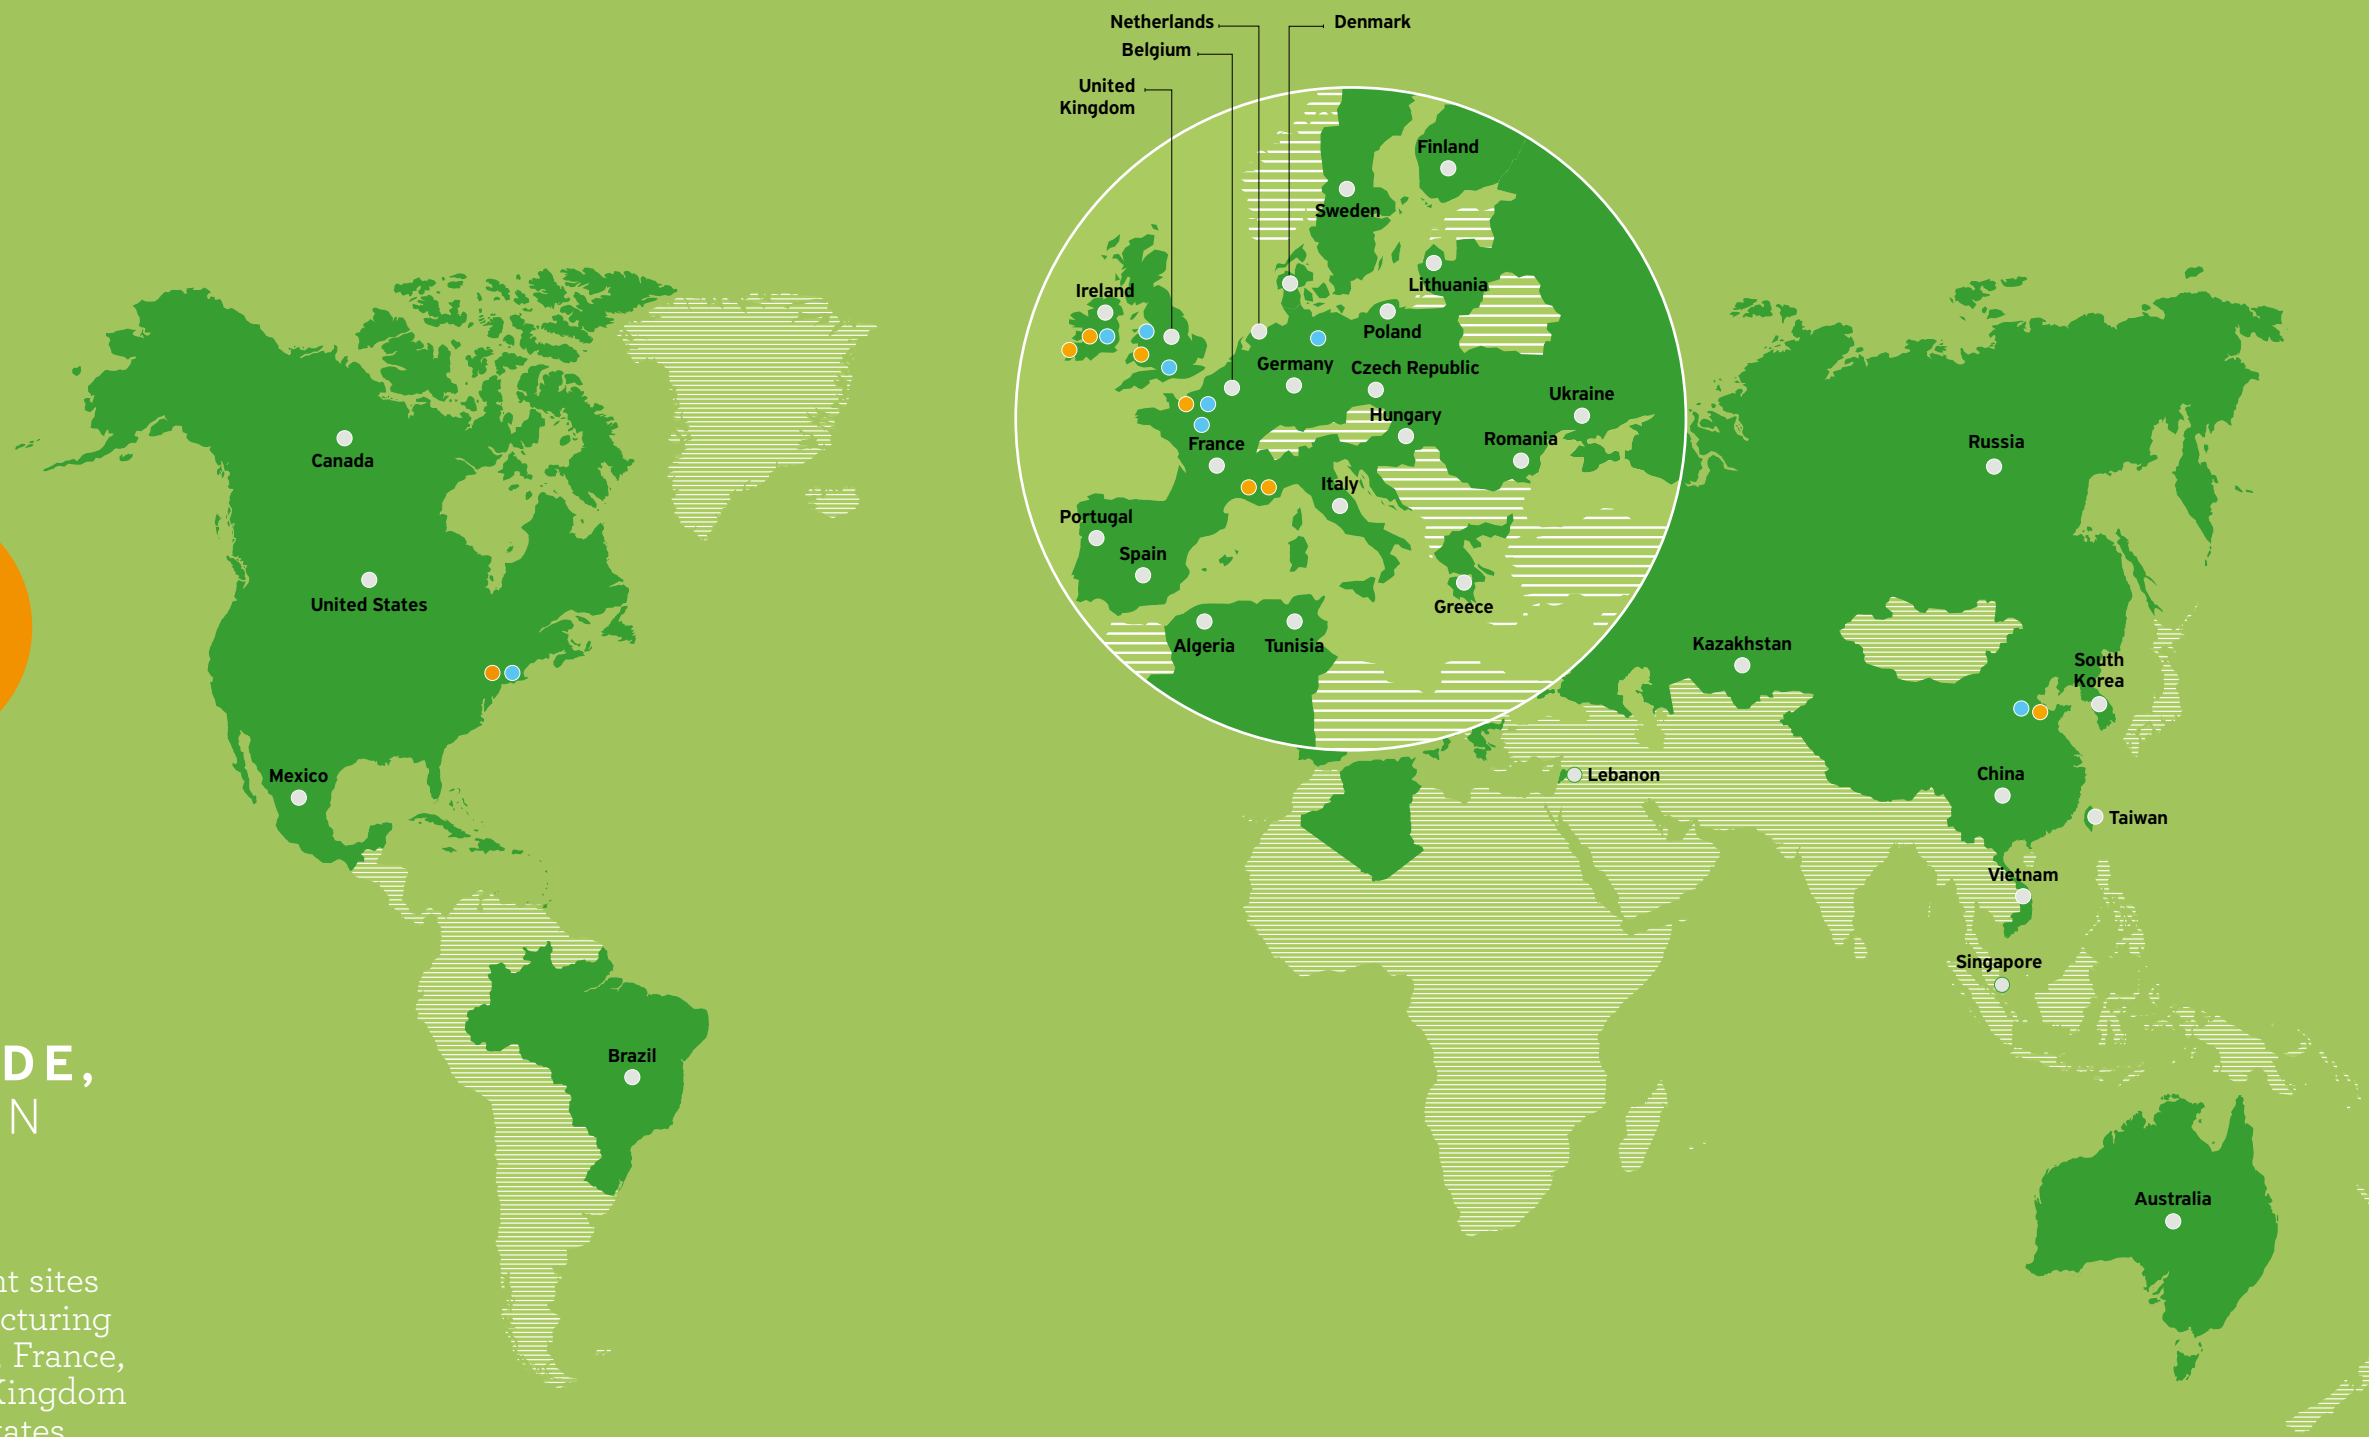 Netherlands
Denmark
Belgium
United
Kingdom
Finland
Sweden
Ireland
Lithuania
Poland
Germany
Czech Republic
Ukraine
Hungary
France
Romania
Italy
Portugal
Spain
Greece
Algeria
Tunisia
Canada
United States
Mexico
Brazil
Russia
Kazakhstan
South
Korea
Lebanon
China
Taiwan
Vietnam
Singapore
Australia
DE,
N
sites
France,